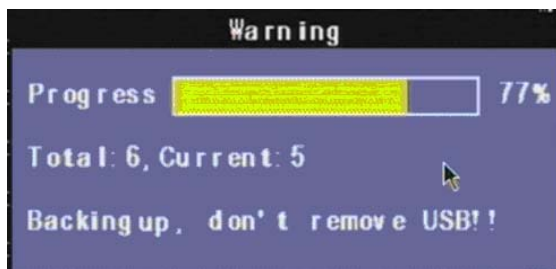 Warning
Progress 77%
Total: 6, Current: 5
Backing up, don't remove USB!!